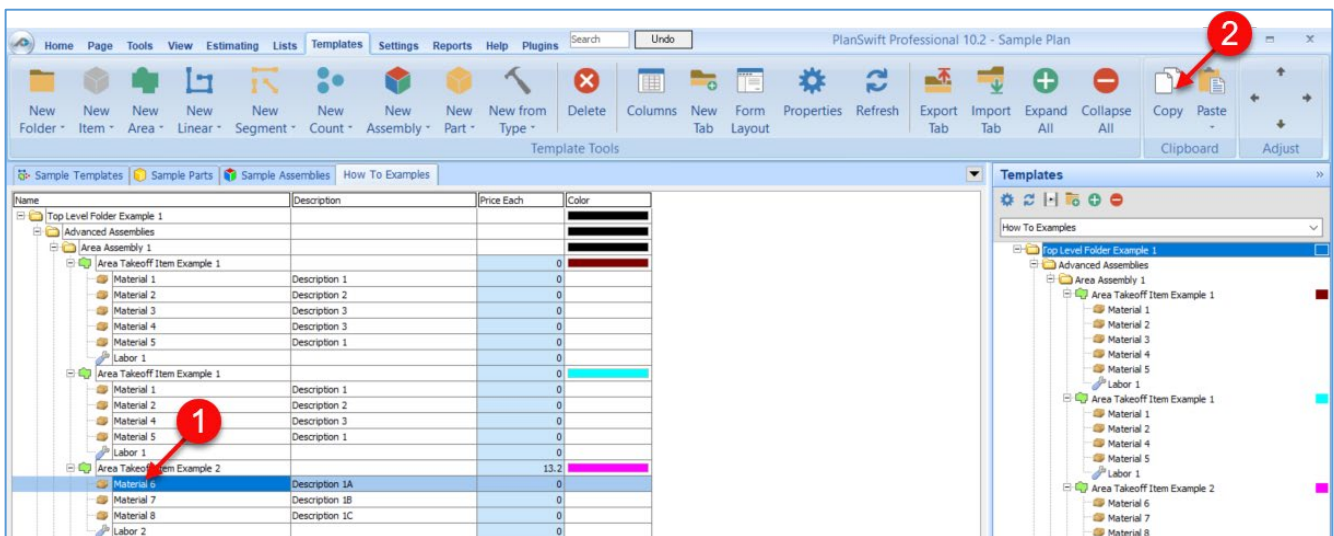 2
Home Page Tools View Estimating Lists Templates Settings Reports Help Plugins Search Undo PlanSwift Professional 10.2 - Sample Plan x
New Folder New Item New Area New Linear New Segment New Count New Assembly New Part New from Type Delete Columns New Tab Form Layout Properties Refresh Export Tab Import Tab Expand All Collapse All Copy Paste
Template Tools Clipboard Adjust
Sample Templates Sample Parts Sample Assemblies How To Examples Templates »
Name Description Price Each Color
Top Level Folder Example 1 How To Examples
Advanced Assemblies Top Level Folder Example 1
Area Assembly 1 Advanced Assemblies
Area Takeoff Item Example 1 0 Area Assembly 1
Material 1 Description 1 0 Area Takeoff Item Example 1
Material 2 Description 2 0 Material 1
Material 3 Description 3 0 Material 2
Material 4 Description 3 0 Material 3
Material 5 Description 1 0 Material 4
Labor 1 0 Material 5
Area Takeoff Item Example 1 0 Labor 1
Material 1 Description 1 0 Area Takeoff Item Example 1
Material 2 Description 2 0 Material 1
Material 4 Description 3 0 Material 2
1
Material 5 Description 1 0 Material 4
Labor 1 0 Material 5
Area Takeoff Item Example 2 13.2 Labor 1
Material 6 Description 1A 0 Area Takeoff Item Example 2
Material 7 Description 1B 0 Material 6
Material 8 Description 1C 0 Material 7
Labor 2 0 Material 8